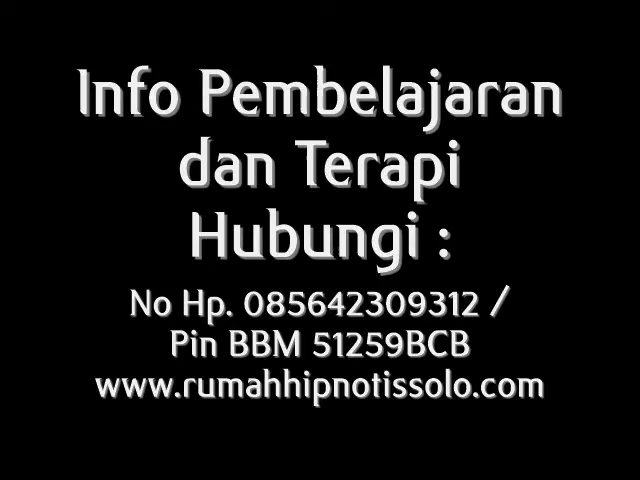 Info Pembelajaran
dan Terapi
Hubungi :
No Hp. 085642309312 /
Pin BBM 51259BCB
www.rumahhipnotissolo.com